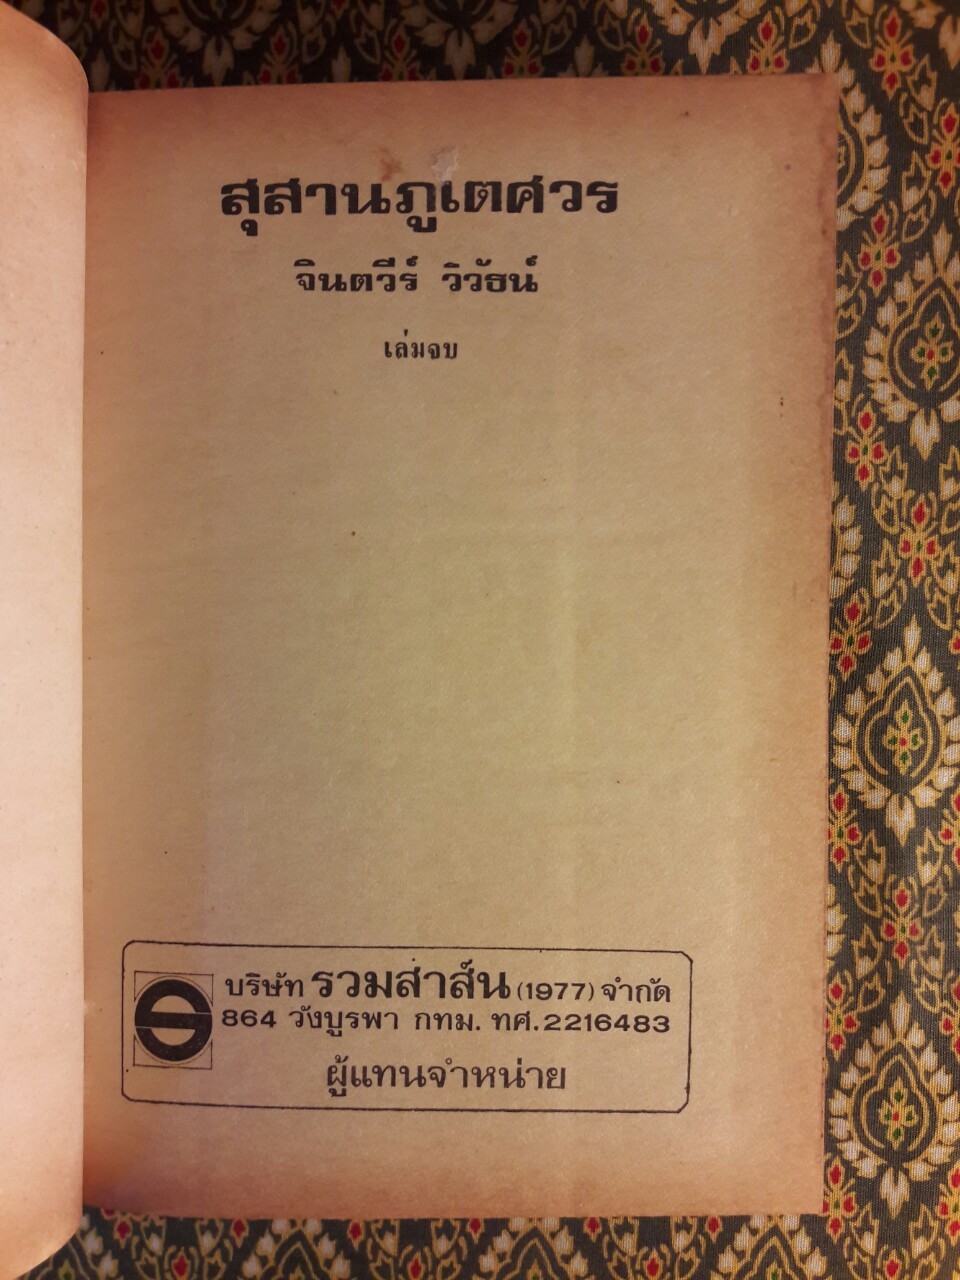 สุสานภูเตศวร
จินตวีร์ วิวัธน์
เล่มจบ
บริษัท รวมสาส์น (1977) จำกัด
864 วังบูรพา กทม. ทศ.2216483
ผู้แทนจำหน่าย